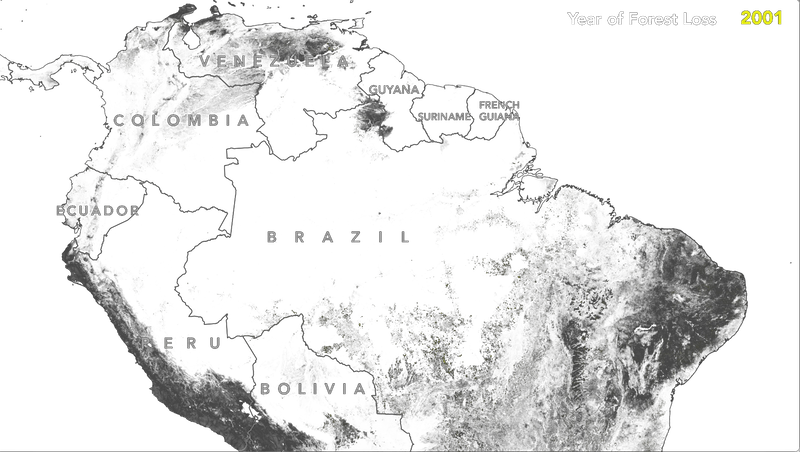 Year of Forest Loss 2001
VENEZUELA
GUYANA
SURINAME
FRENCH
GUIANA
COLOMBIA
ECUADOR
BRAZIL
PERU
BOLIVIA